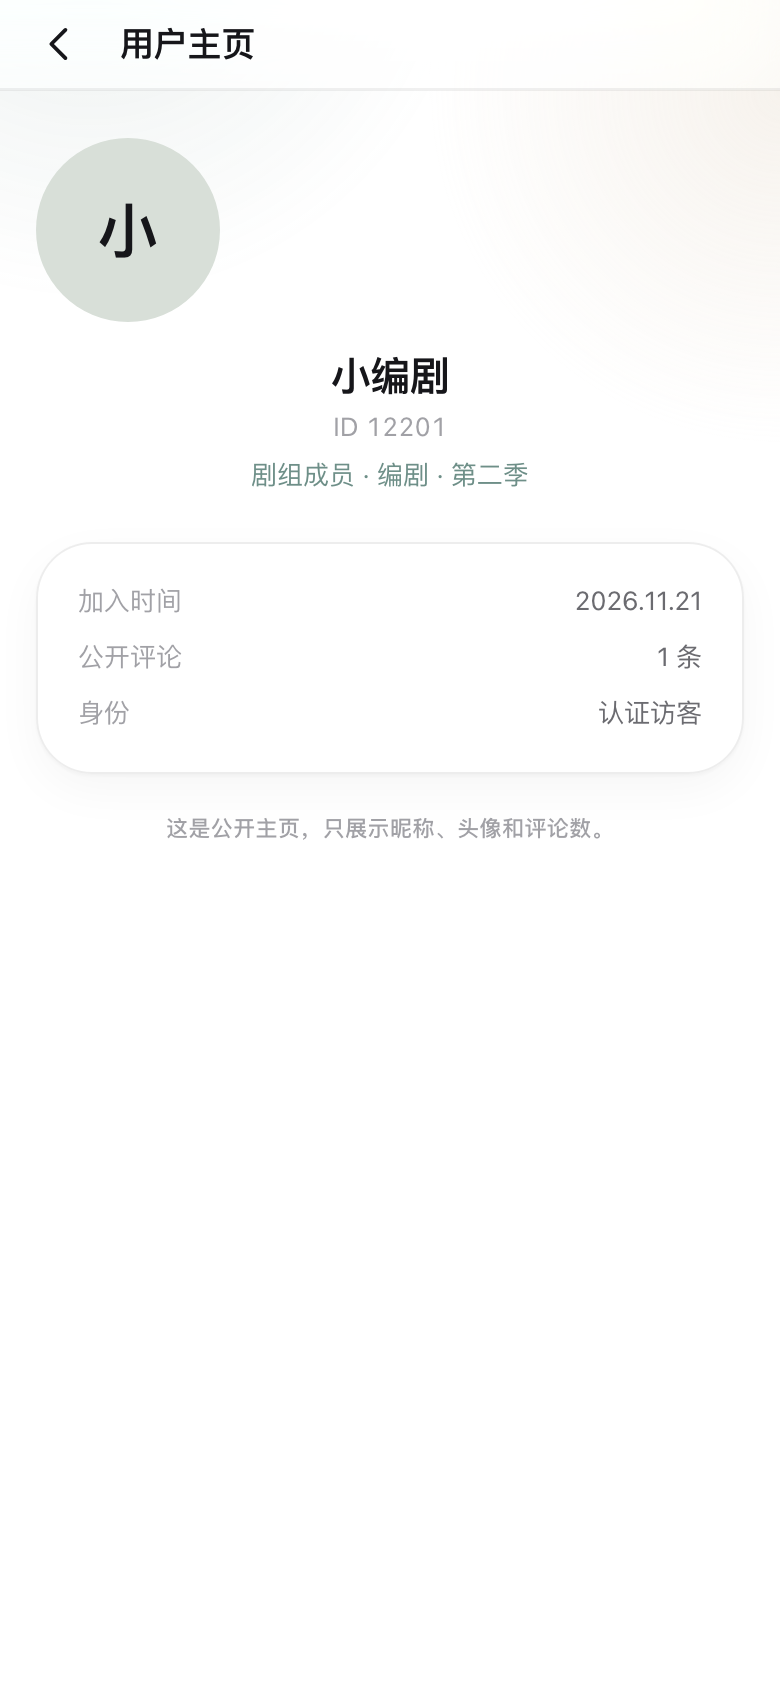 用户主页
小
小编剧
ID 12201
剧组成员 · 编剧 · 第二季
加入时间 2026.11.21
公开评论 1 条
身份 认证访客
这是公开主页，只展示昵称、头像和评论数。